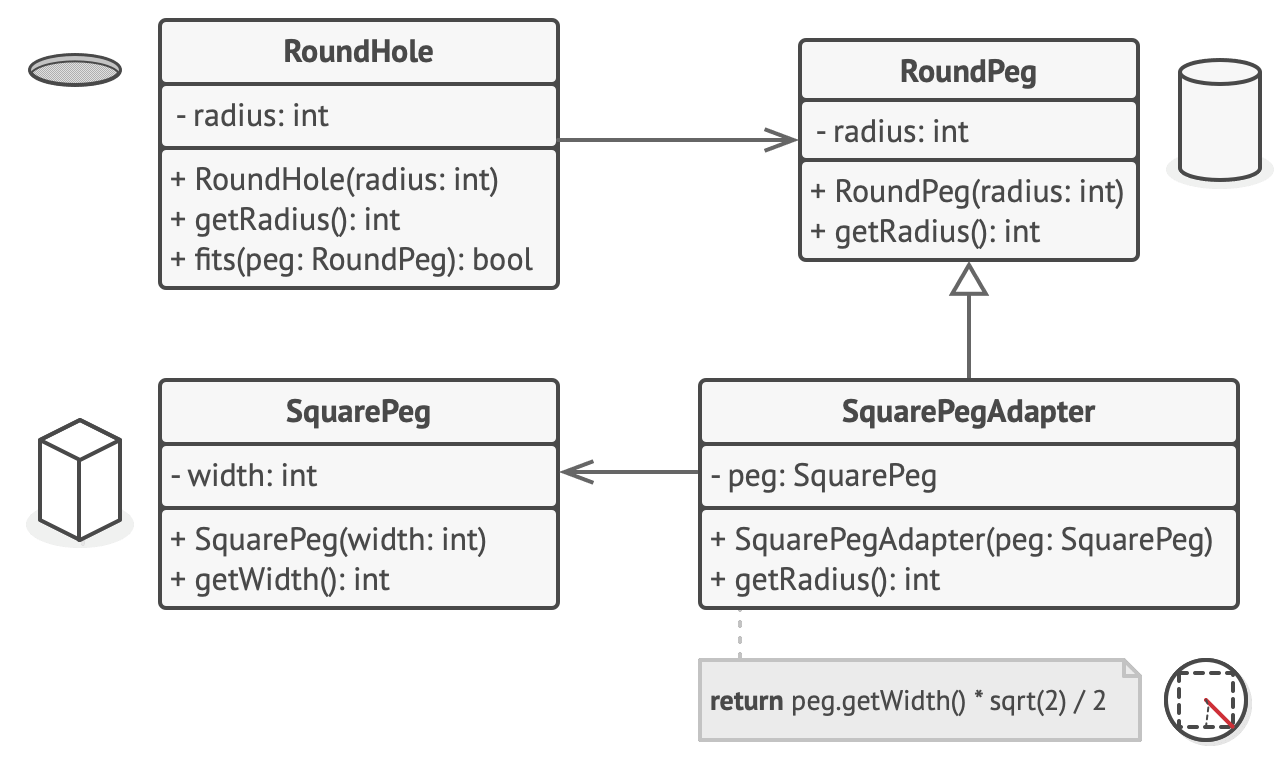 RoundHole
- radius: int
+ RoundHole(radius: int)
+ getRadius(): int
+ fits(peg: RoundPeg): bool
RoundPeg
- radius: int
+ RoundPeg(radius: int)
+ getRadius(): int
SquarePeg
- width: int
+ SquarePeg(width: int)
+ getWidth(): int
SquarePegAdapter
- peg: SquarePeg
+ SquarePegAdapter(peg: SquarePeg)
+ getRadius(): int
return peg.getWidth() * sqrt(2) / 2